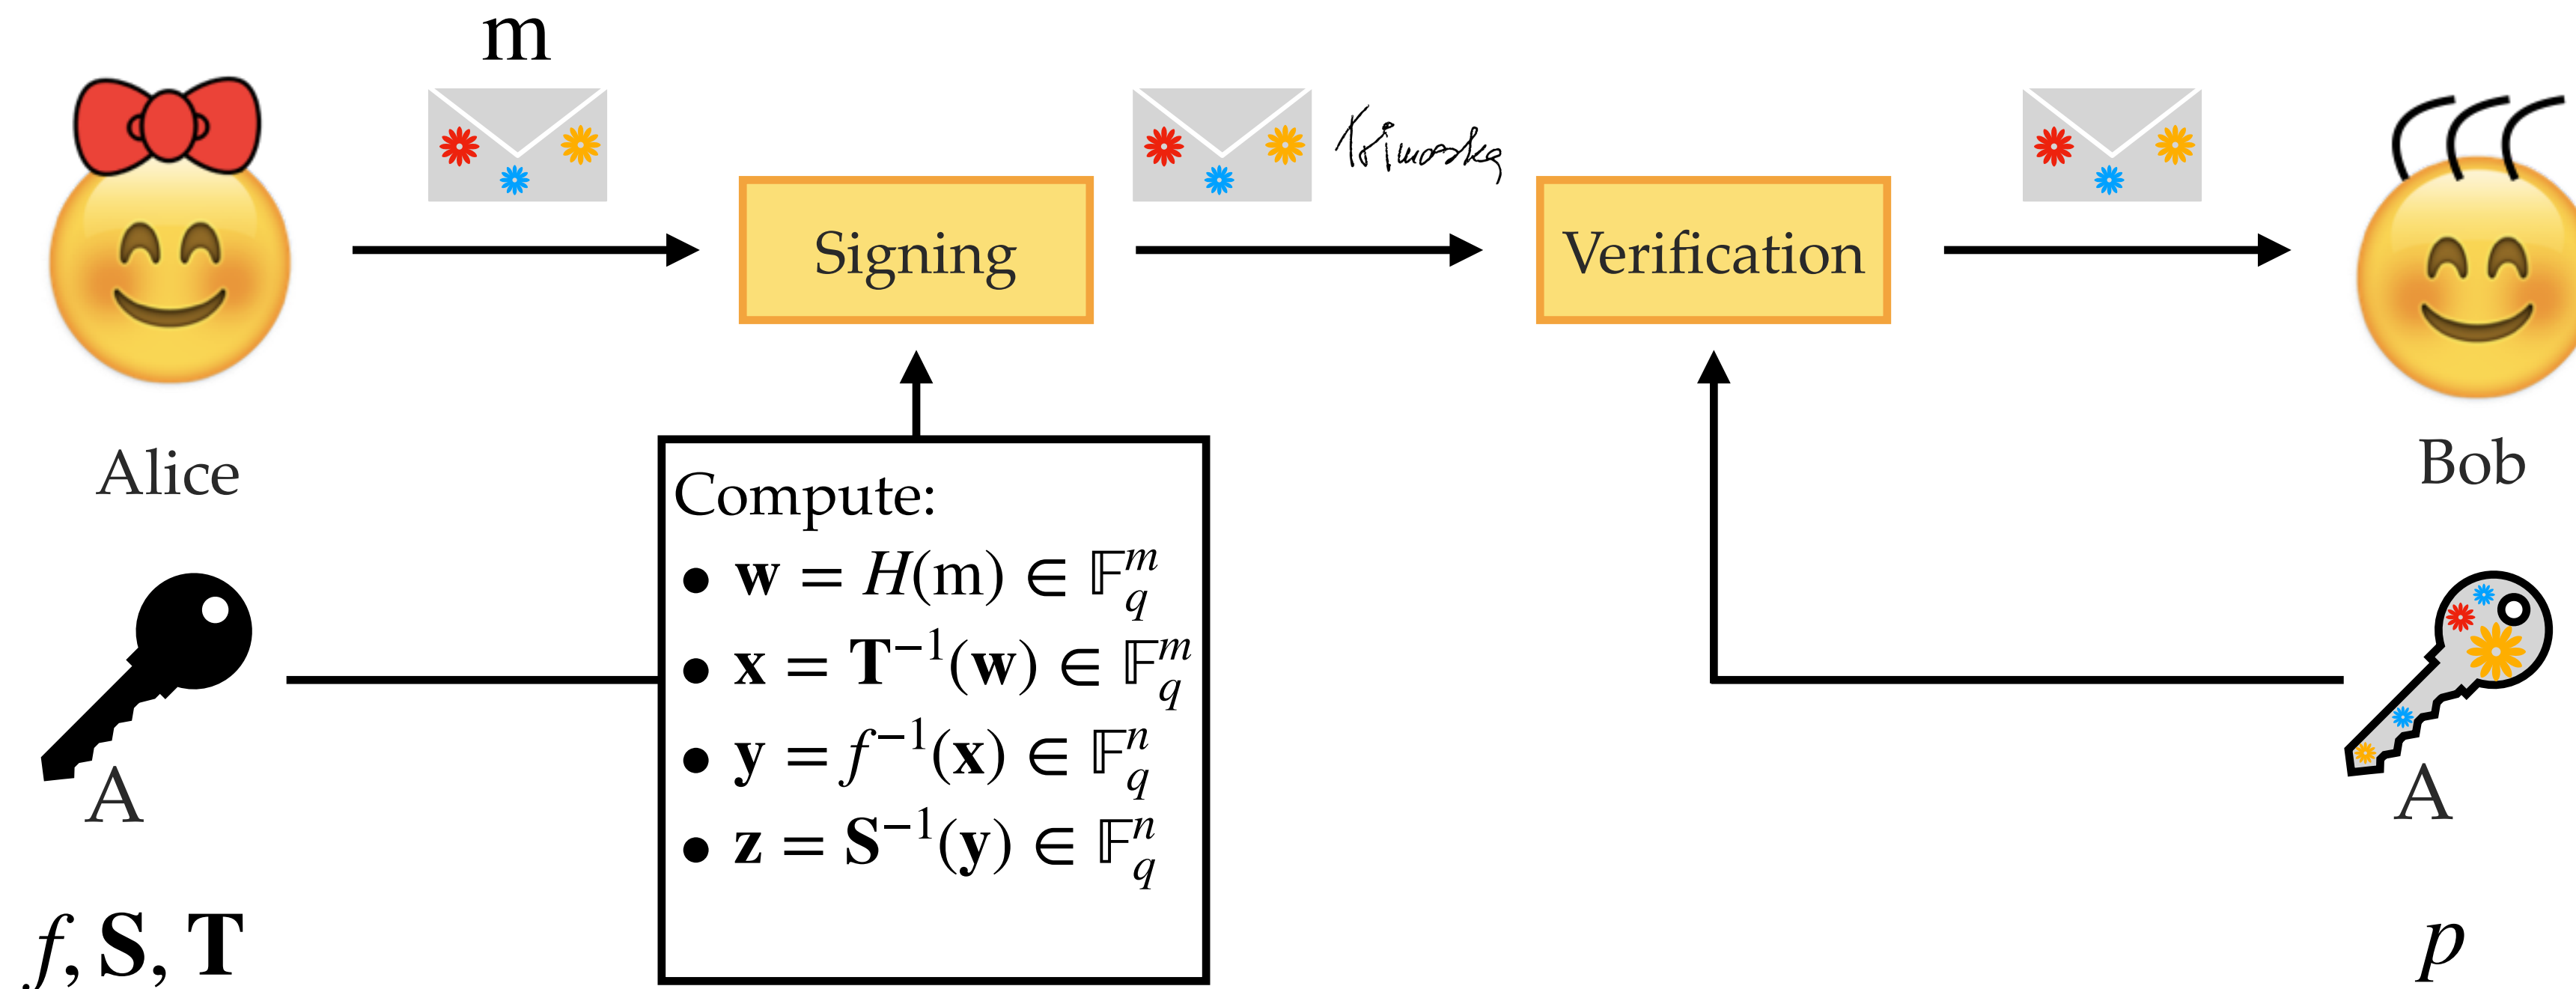 m
Signing
Verification
Alice
Bob
Compute:
• 𝐰 = H(m) ∈ 𝔽_q^m
• 𝐱 = 𝐓^{−1}(𝐰) ∈ 𝔽_q^m
• 𝐲 = f^{−1}(𝐱) ∈ 𝔽_q^n
• 𝐳 = 𝐒^{−1}(𝐲) ∈ 𝔽_q^n
A
A
f, 𝐒, 𝐓
p